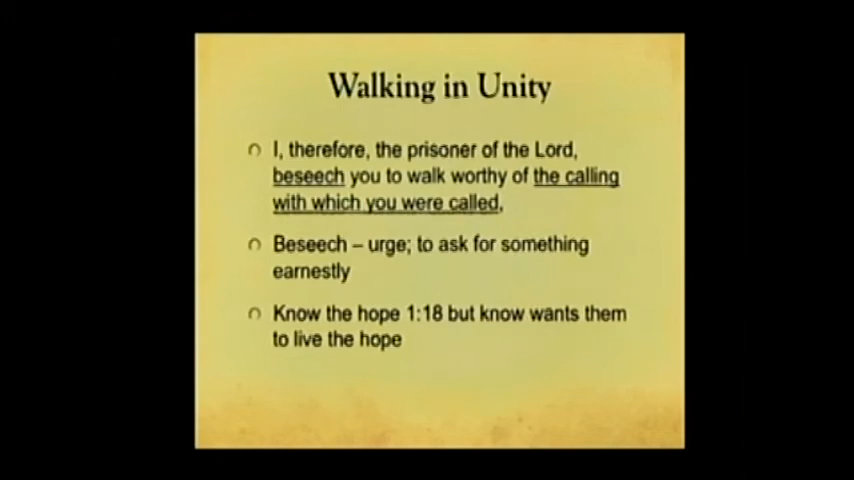 Walking in Unity
I, therefore, the prisoner of the Lord,
beseech you to walk worthy of the calling
with which you were called,
Beseech – urge; to ask for something
earnestly
Know the hope 1:18 but know wants them
to live the hope